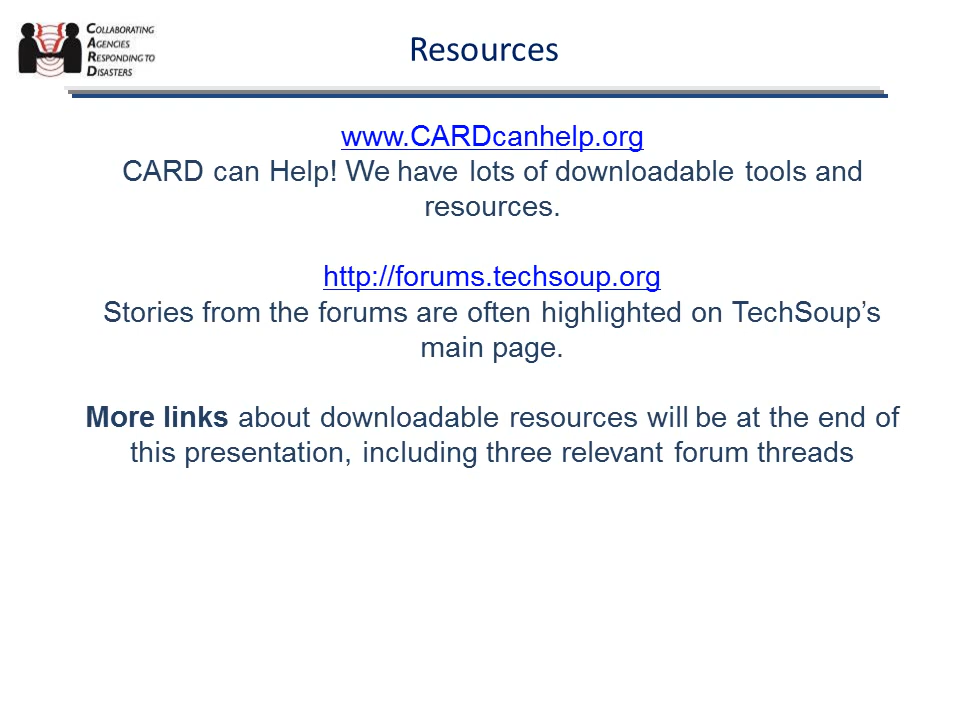 COLLABORATING
AGENCIES
RESPONDING TO
DISASTERS
Resources
www.CARDcanhelp.org
CARD can Help! We have lots of downloadable tools and
resources.
http://forums.techsoup.org
Stories from the forums are often highlighted on TechSoup’s
main page.
More links about downloadable resources will be at the end of
this presentation, including three relevant forum threads